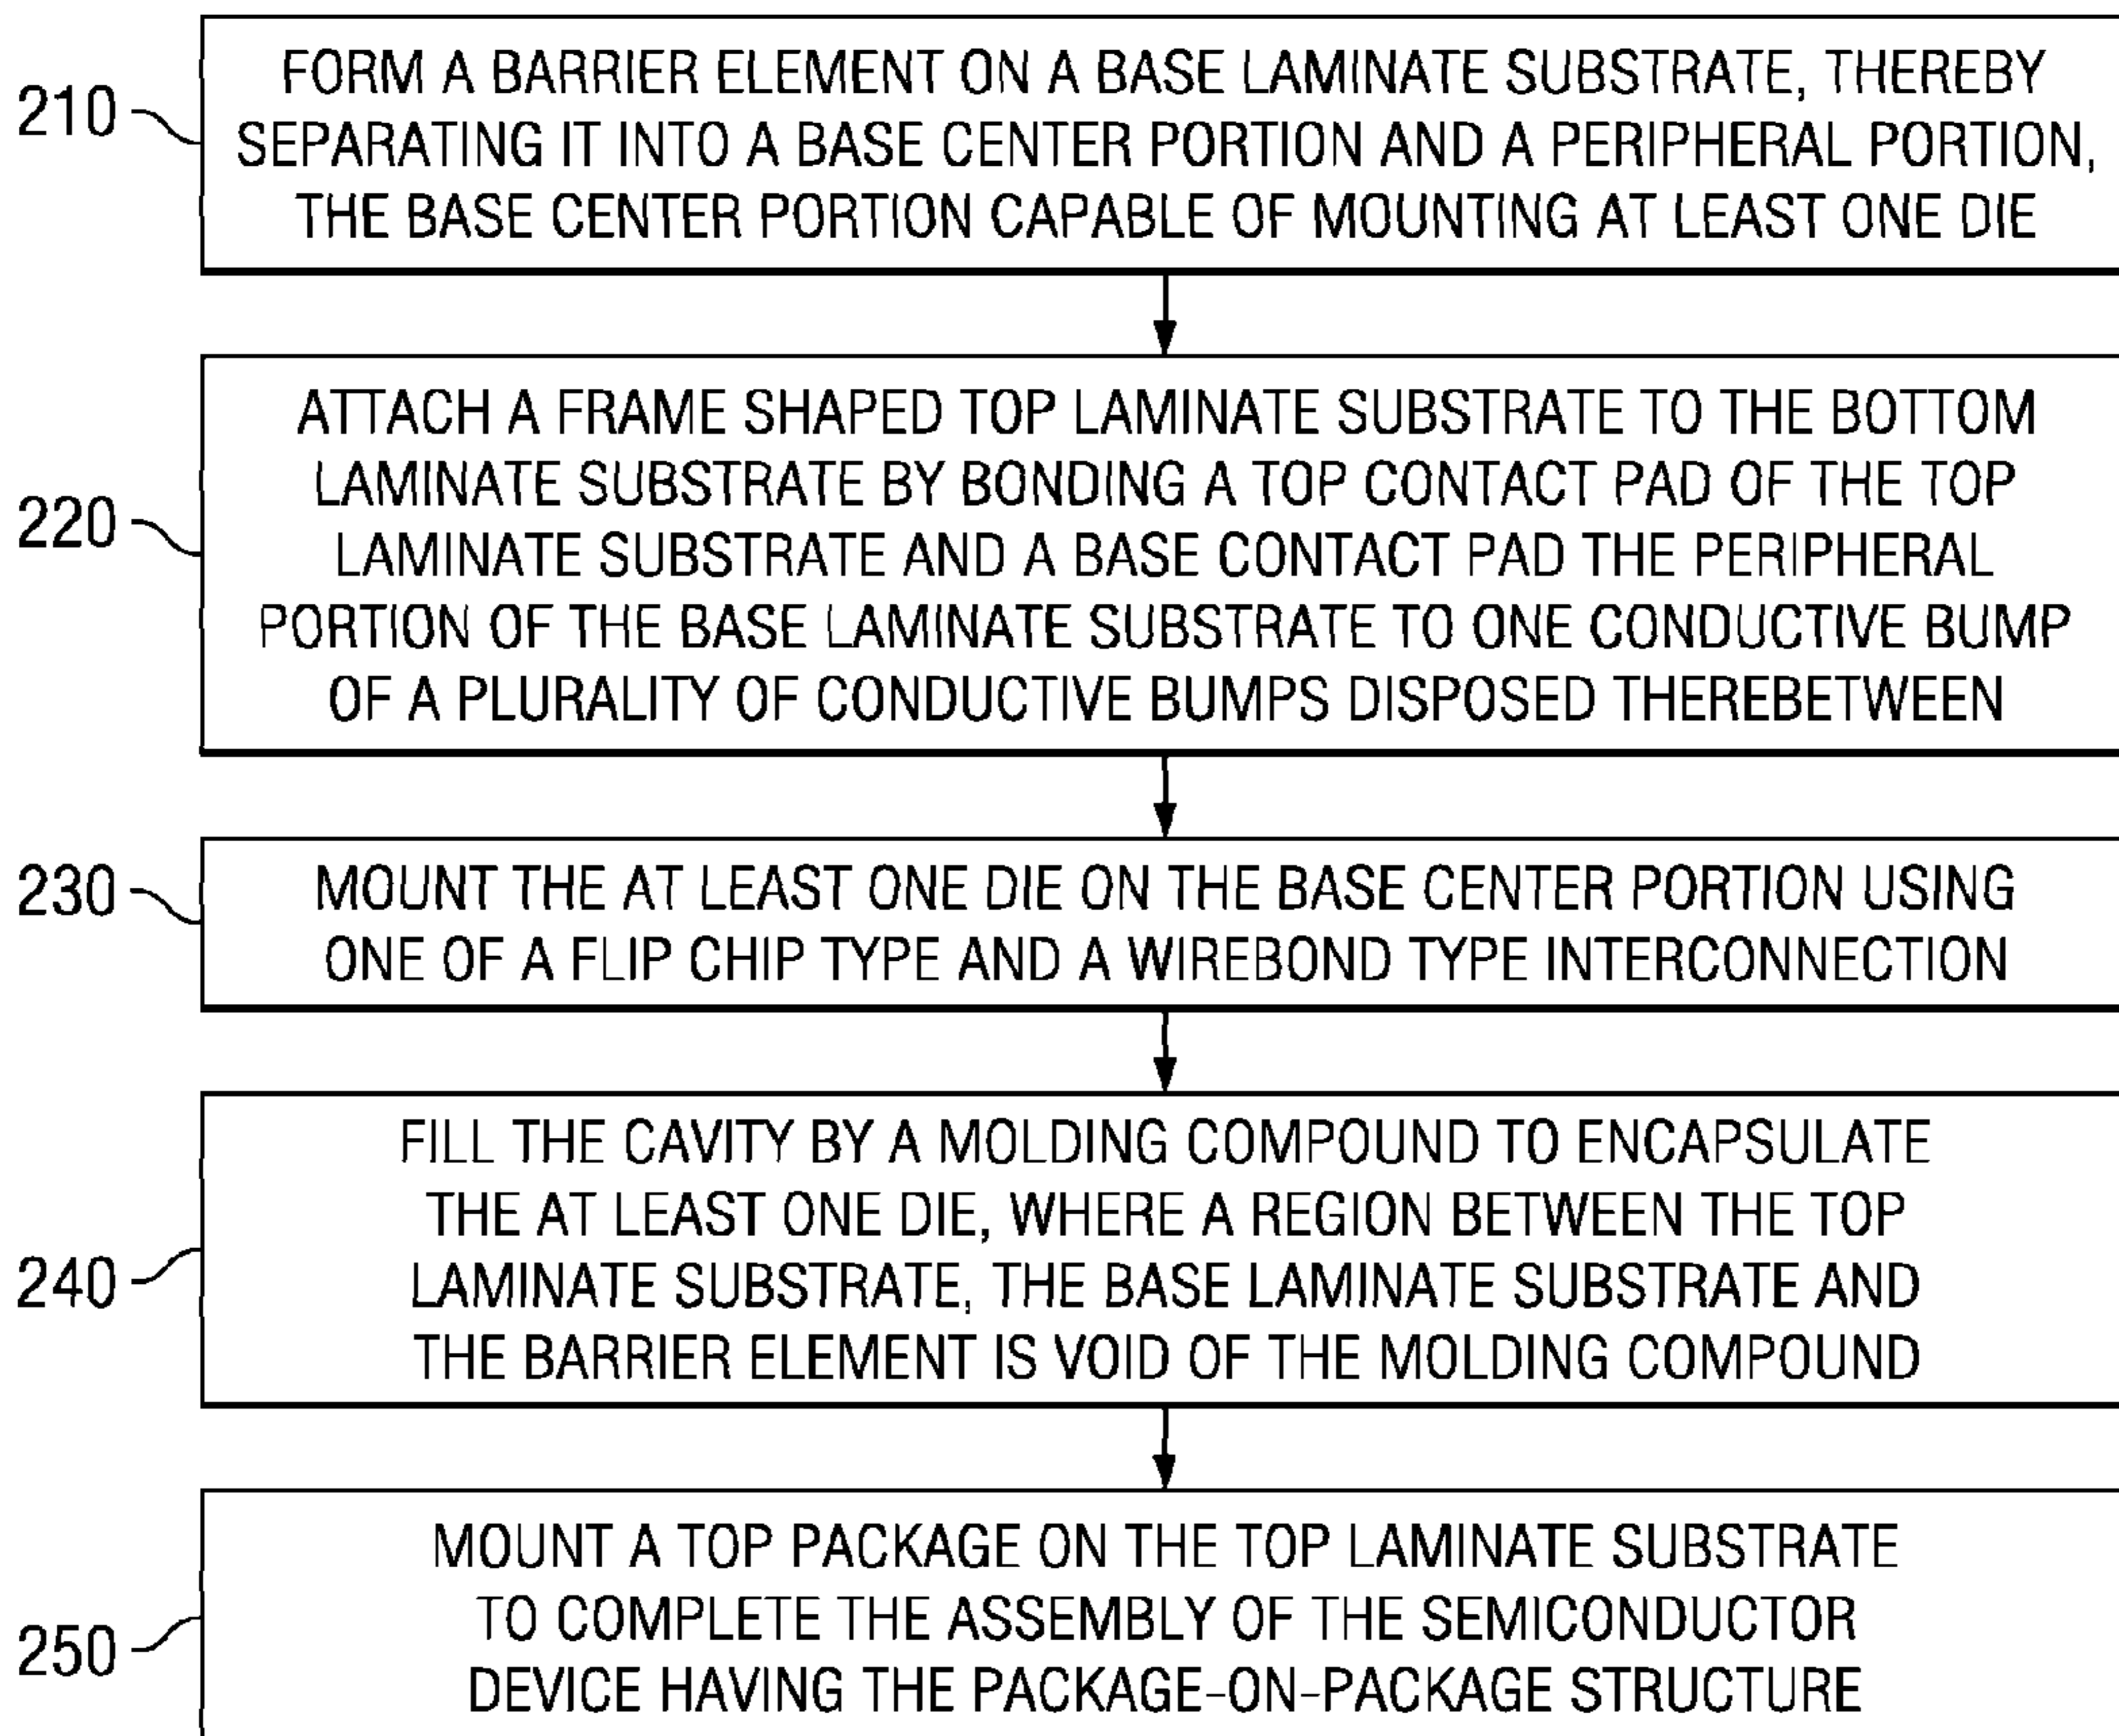 210
FORM A BARRIER ELEMENT ON A BASE LAMINATE SUBSTRATE, THEREBY
SEPARATING IT INTO A BASE CENTER PORTION AND A PERIPHERAL PORTION,
THE BASE CENTER PORTION CAPABLE OF MOUNTING AT LEAST ONE DIE
220
ATTACH A FRAME SHAPED TOP LAMINATE SUBSTRATE TO THE BOTTOM
LAMINATE SUBSTRATE BY BONDING A TOP CONTACT PAD OF THE TOP
LAMINATE SUBSTRATE AND A BASE CONTACT PAD THE PERIPHERAL
PORTION OF THE BASE LAMINATE SUBSTRATE TO ONE CONDUCTIVE BUMP
OF A PLURALITY OF CONDUCTIVE BUMPS DISPOSED THEREBETWEEN
230
MOUNT THE AT LEAST ONE DIE ON THE BASE CENTER PORTION USING
ONE OF A FLIP CHIP TYPE AND A WIREBOND TYPE INTERCONNECTION
240
FILL THE CAVITY BY A MOLDING COMPOUND TO ENCAPSULATE
THE AT LEAST ONE DIE, WHERE A REGION BETWEEN THE TOP
LAMINATE SUBSTRATE, THE BASE LAMINATE SUBSTRATE AND
THE BARRIER ELEMENT IS VOID OF THE MOLDING COMPOUND
250
MOUNT A TOP PACKAGE ON THE TOP LAMINATE SUBSTRATE
TO COMPLETE THE ASSEMBLY OF THE SEMICONDUCTOR
DEVICE HAVING THE PACKAGE-ON-PACKAGE STRUCTURE